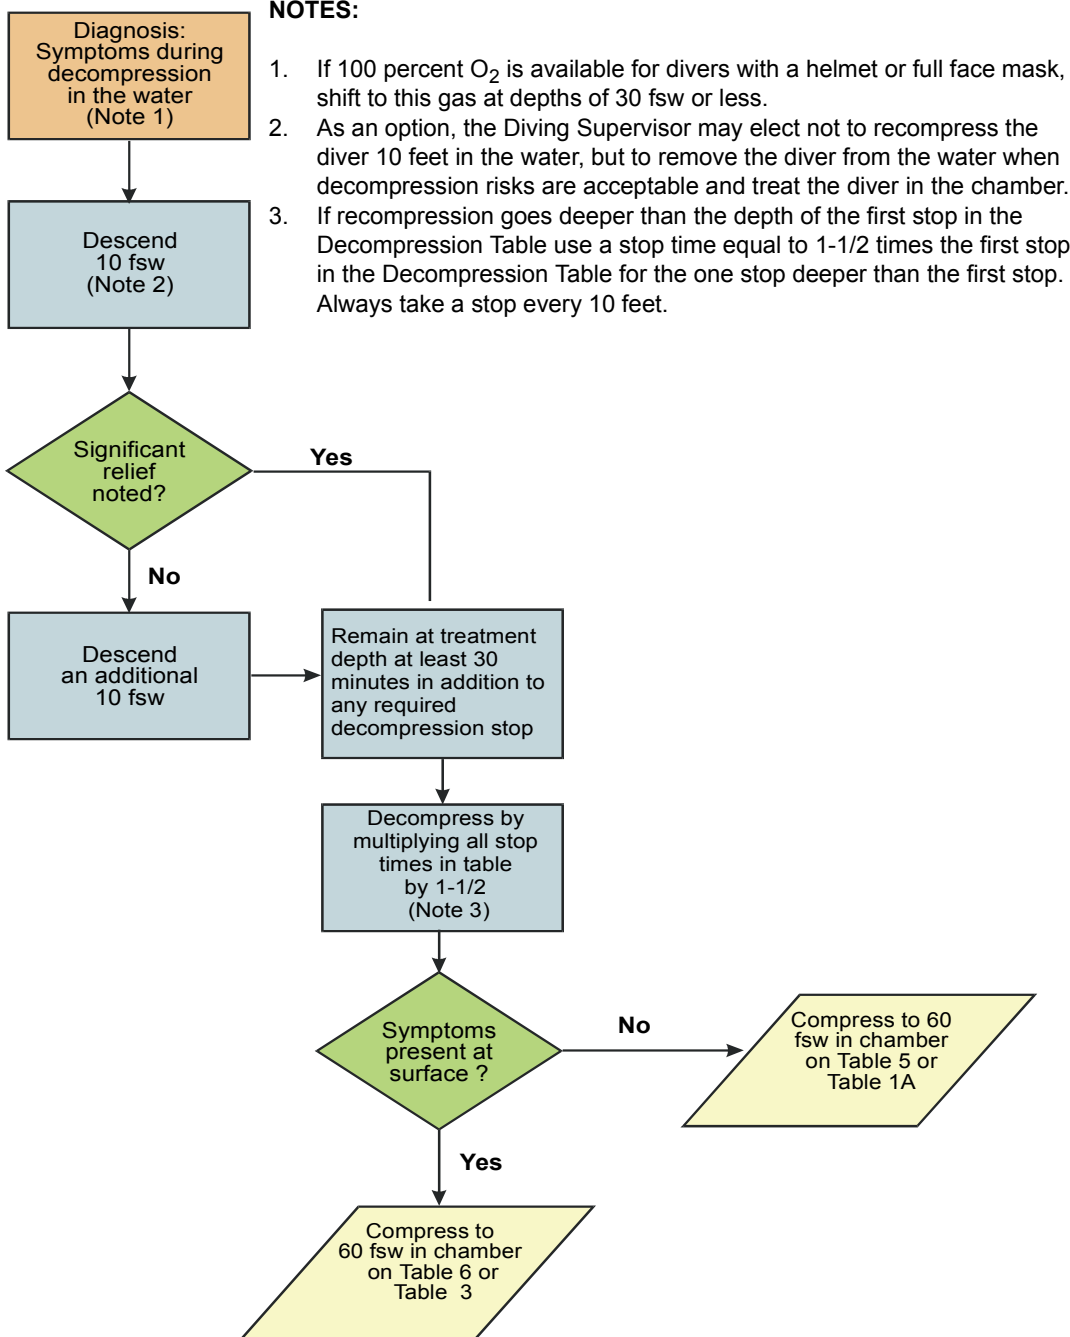 NOTES:
1. If 100 percent O2 is available for divers with a helmet or full face mask,
shift to this gas at depths of 30 fsw or less.
2. As an option, the Diving Supervisor may elect not to recompress the
diver 10 feet in the water, but to remove the diver from the water when
decompression risks are acceptable and treat the diver in the chamber.
3. If recompression goes deeper than the depth of the first stop in the
Decompression Table use a stop time equal to 1-1/2 times the first stop
in the Decompression Table for the one stop deeper than the first stop.
Always take a stop every 10 feet.
Diagnosis:
Symptoms during
decompression
in the water
(Note 1)
Descend
10 fsw
(Note 2)
Significant
relief
noted?
Yes
No
Descend
an additional
10 fsw
Remain at treatment
depth at least 30
minutes in addition to
any required
decompression stop
Decompress by
multiplying all stop
times in table
by 1-1/2
(Note 3)
Symptoms
present at
surface ?
No
Compress to 60
fsw in chamber
on Table 5 or
Table 1A
Yes
Compress to
60 fsw in chamber
on Table 6 or
Table 3